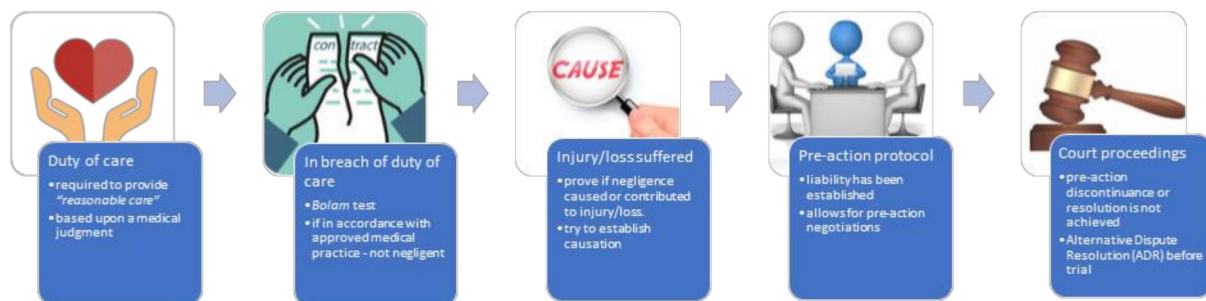 con tract
CAUSE
Duty of care
• required to provide
"reasonable care"
• based upon a medical
judgment
In breach of duty of
care
• Bolam test
• if in accordance with
approved medical
practice - not negligent
Injury/loss suffered
• prove if negligence
caused or contributed
to injury/loss.
• try to establish
causation
Pre-action protocol
• liability has been
established
• allows for pre-action
negotiations
Court proceedings
• pre-action
discontinuance or
resolution is not
achieved
• Alternative Dispute
Resolution (ADR) before
trial